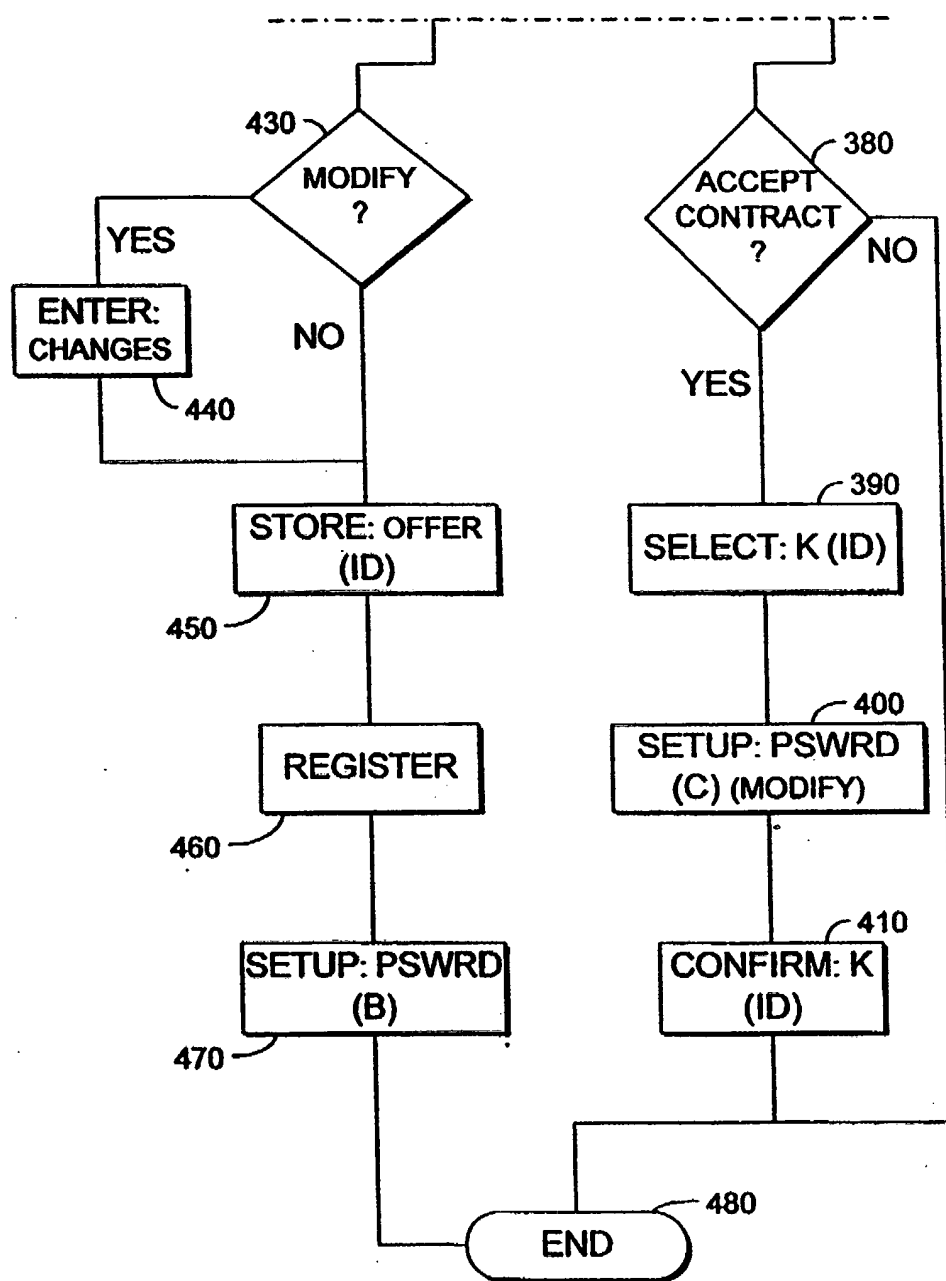 430
MODIFY
?
YES
ENTER:
CHANGES
440
NO
STORE: OFFER
(ID)
450
REGISTER
460
SETUP: PSWRD
(B)
470
380
ACCEPT
CONTRACT
?
NO
YES
390
SELECT: K (ID)
400
SETUP: PSWRD
(C) (MODIFY)
410
CONFIRM: K
(ID)
480
END